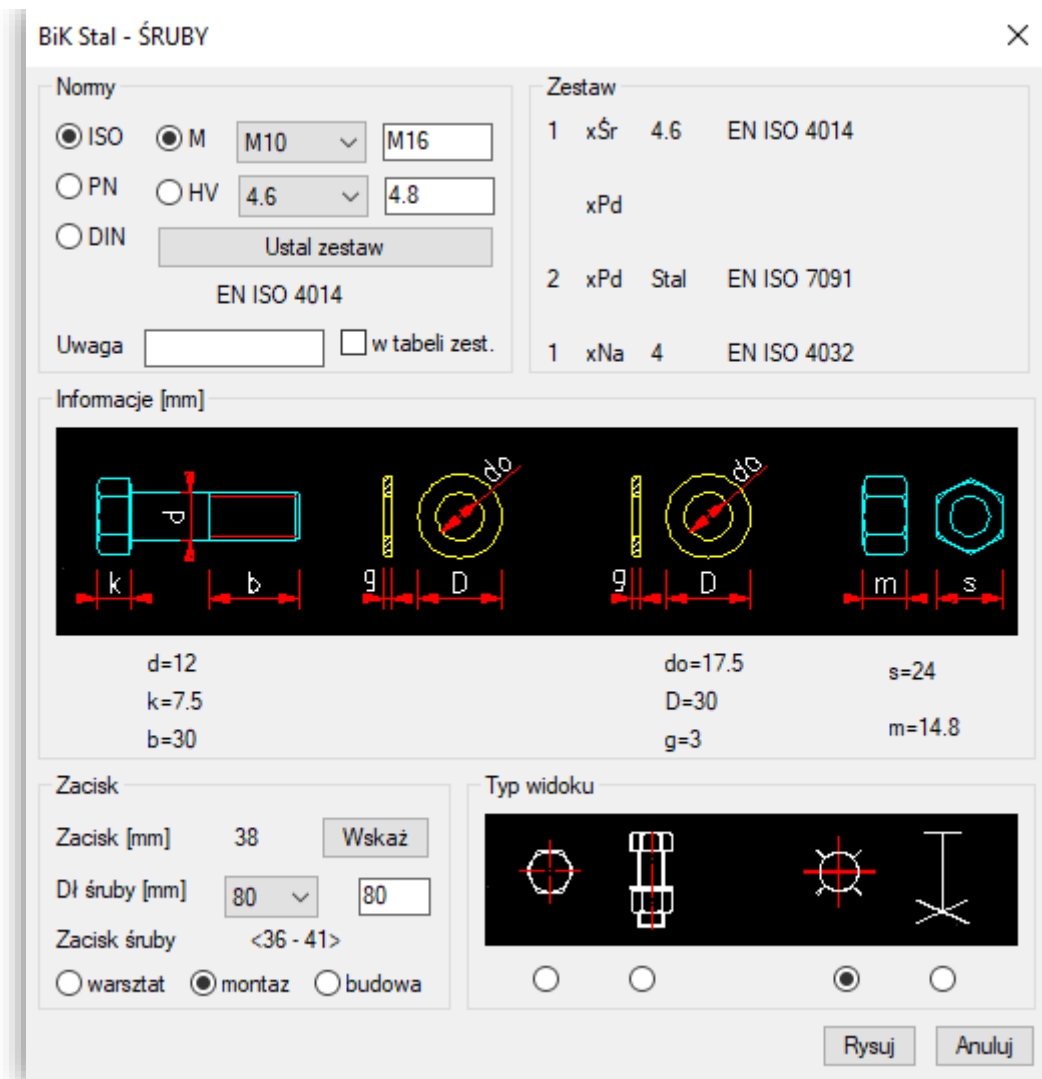 BiK Stal - ŚRUBY
Normy
ISO M M10 M16
PN HV 4.6 4.8
DIN Ustal zestaw
EN ISO 4014
Uwaga w tabeli zest.
Zestaw
1 xŚr 4.6 EN ISO 4014
xPd
2 xPd Stal EN ISO 7091
1 xNa 4 EN ISO 4032
Informacje [mm]
d do do
k b g D g D m s
d=12 do=17.5 s=24
k=7.5 D=30
b=30 g=3 m=14.8
Zacisk
Zacisk [mm] 38 Wskaż
Dł śruby [mm] 80 80
Zacisk śruby <36 - 41>
warsztat montaz budowa
Typ widoku
Rysuj Anuluj